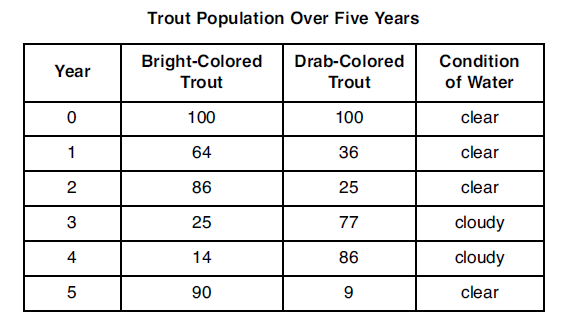 Trout Population Over Five Years
Year Bright-Colored Trout Drab-Colored Trout Condition of Water
0 100 100 clear
1 64 36 clear
2 86 25 clear
3 25 77 cloudy
4 14 86 cloudy
5 90 9 clear